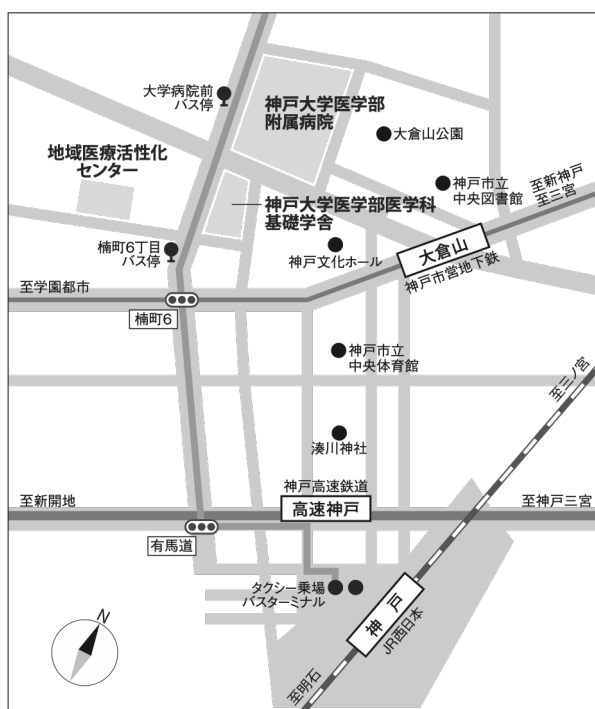 大学病院前
バス停
神戸大学医学部
附属病院
大倉山公園
地域医療活性化
センター
神戸市立
中央図書館
至新神戸
至三宮
神戸大学医学部医学科
基礎学舎
楠町6丁目
バス停
神戸文化ホール
大倉山
神戸市営地下鉄
至学園都市
楠町6
神戸市立
中央体育館
至三ノ宮
湊川神社
神戸高速鉄道
至新開地
高速神戸
至神戸三宮
有馬道
タクシー乗場
バスターミナル
神戸
JR西日本
N
至明石